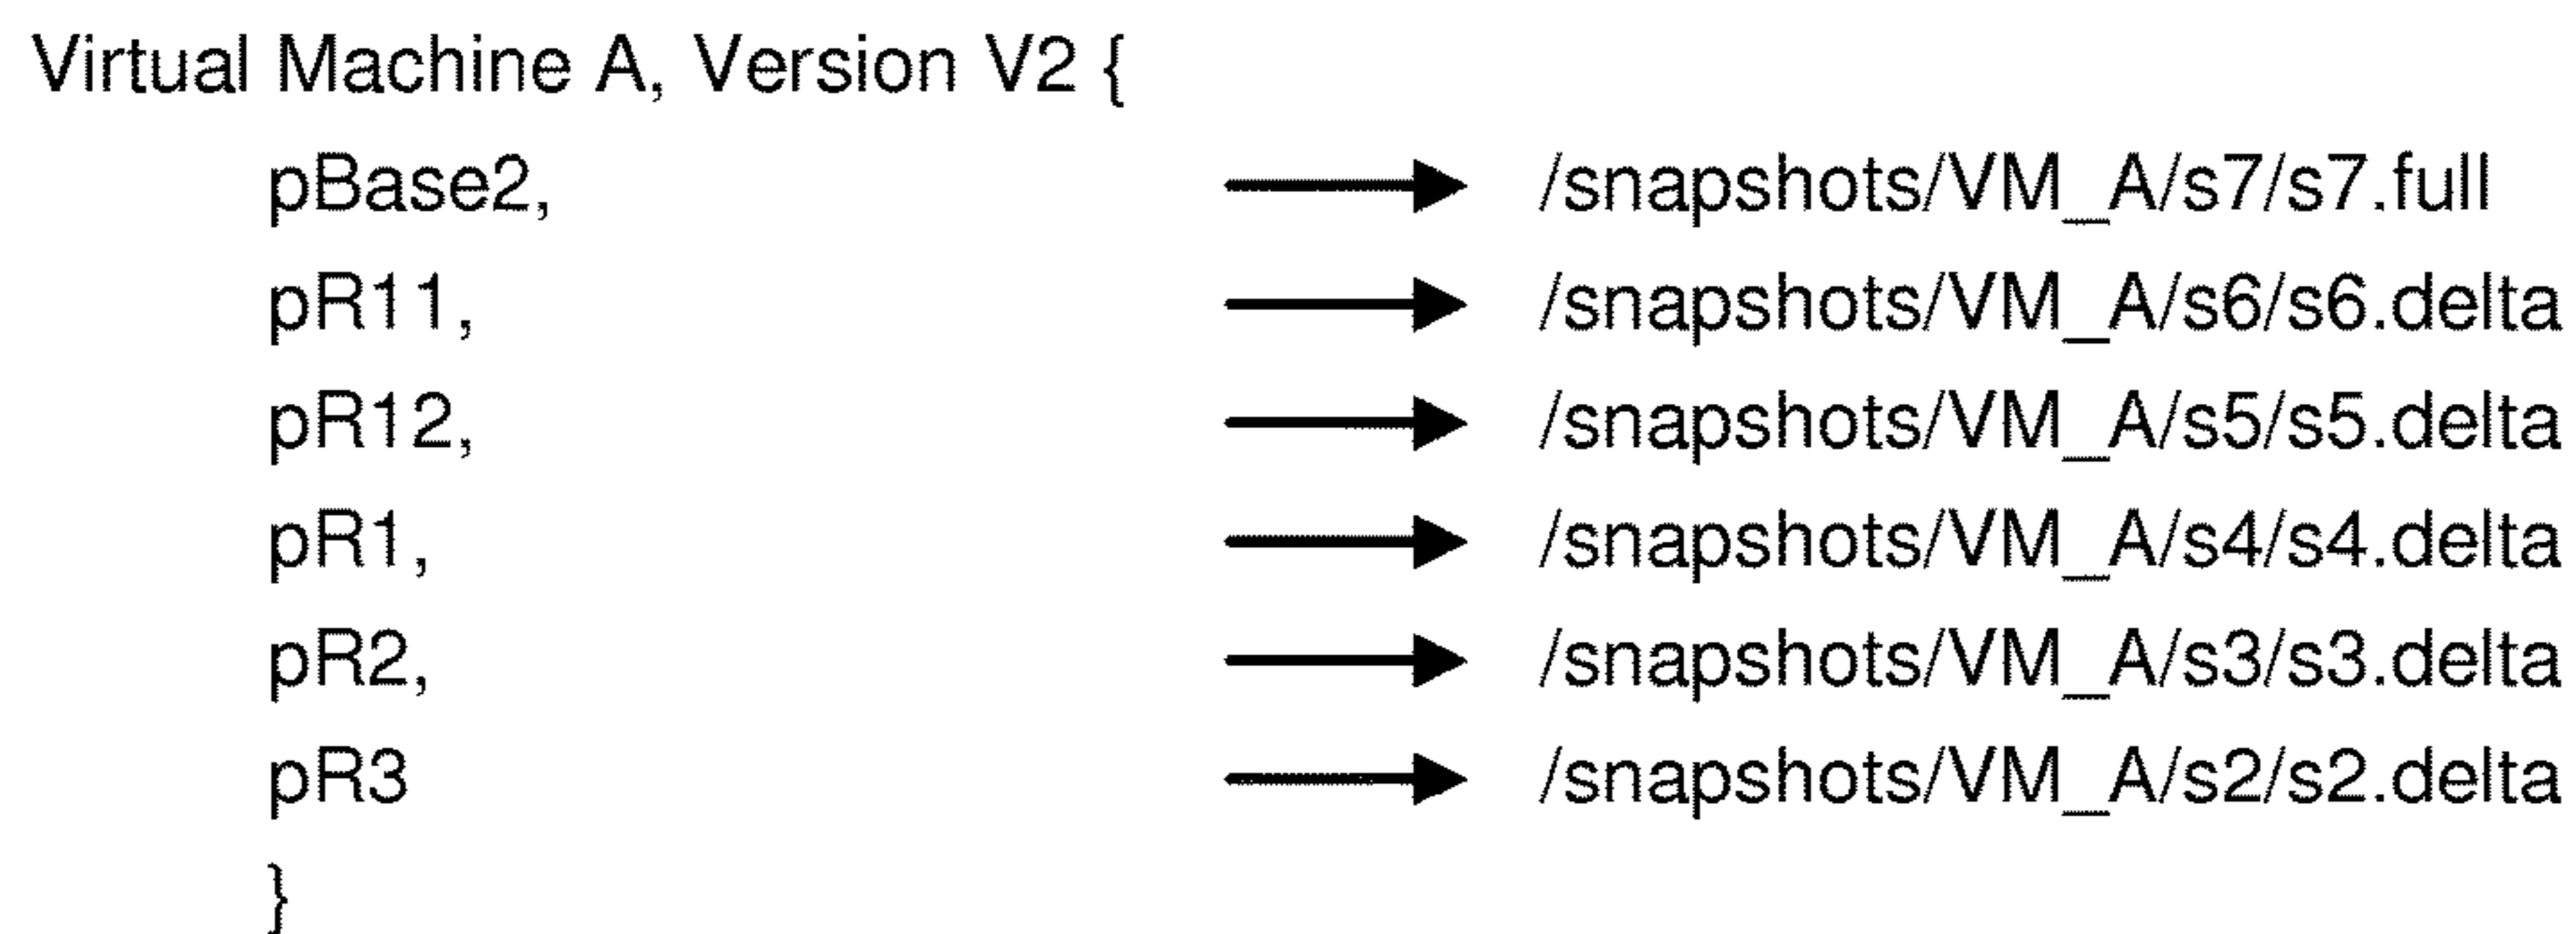 Virtual Machine A, Version V2 {
pBase2, /snapshots/VM_A/s7/s7.full
pR11, /snapshots/VM_A/s6/s6.delta
pR12, /snapshots/VM_A/s5/s5.delta
pR1, /snapshots/VM_A/s4/s4.delta
pR2, /snapshots/VM_A/s3/s3.delta
pR3 /snapshots/VM_A/s2/s2.delta
}